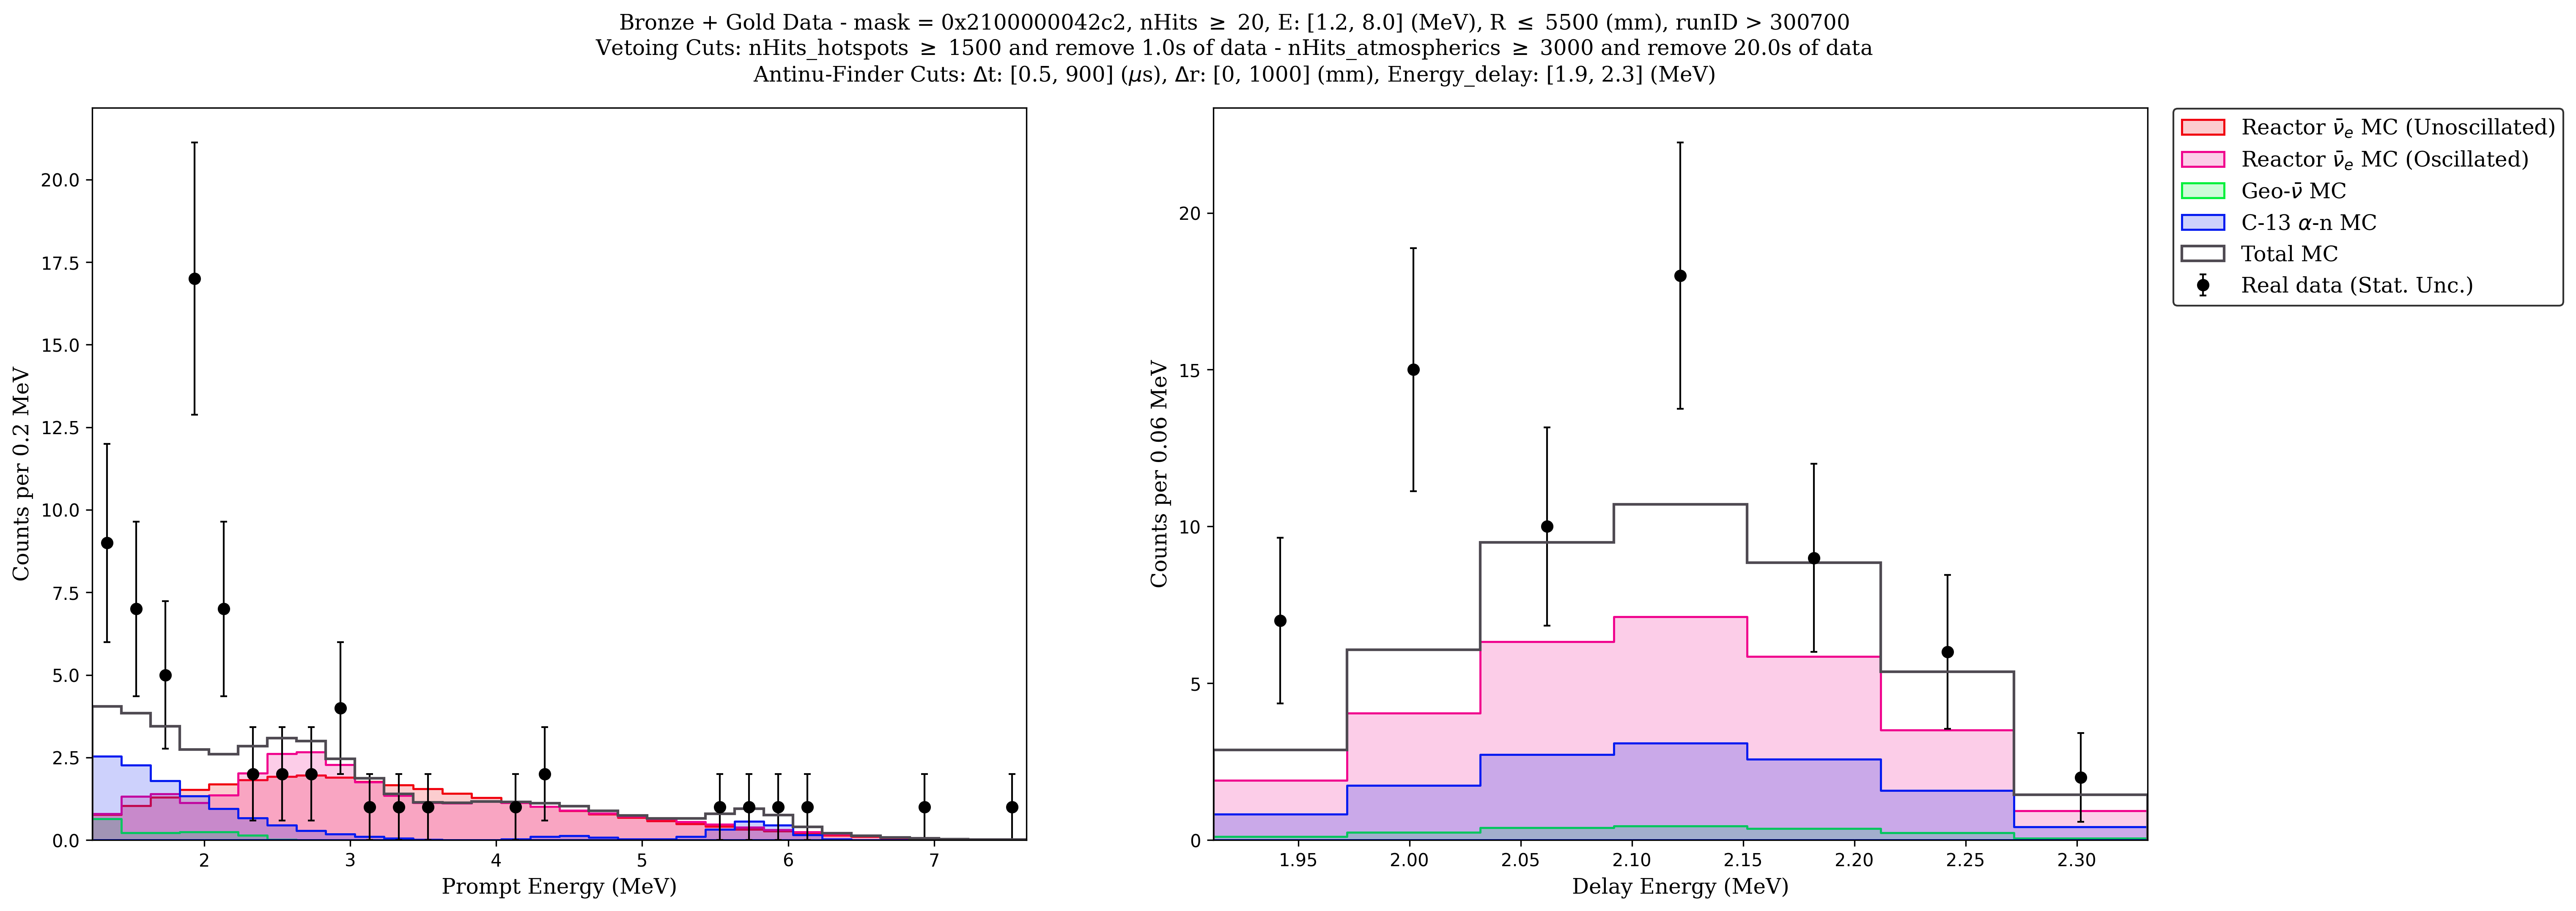 Bronze + Gold Data - mask = 0x2100000042c2, nHits ≥ 20, E: [1.2, 8.0] (MeV), R ≤ 5500 (mm), runID > 300700
Vetoing Cuts: nHits_hotspots ≥ 1500 and remove 1.0s of data - nHits_atmospherics ≥ 3000 and remove 20.0s of data
Antinu-Finder Cuts: Δt: [0.5, 900] (μs), Δr: [0, 1000] (mm), Energy_delay: [1.9, 2.3] (MeV)
Counts per 0.2 MeV
20.0
17.5
15.0
12.5
10.0
7.5
5.0
2.5
0.0
2 3 4 5 6 7
Prompt Energy (MeV)
Counts per 0.06 MeV
20
15
10
5
0
1.95 2.00 2.05 2.10 2.15 2.20 2.25 2.30
Delay Energy (MeV)
Reactor ν̄ₑ MC (Unoscillated)
Reactor ν̄ₑ MC (Oscillated)
Geo-ν̄ MC
C-13 α-n MC
Total MC
Real data (Stat. Unc.)